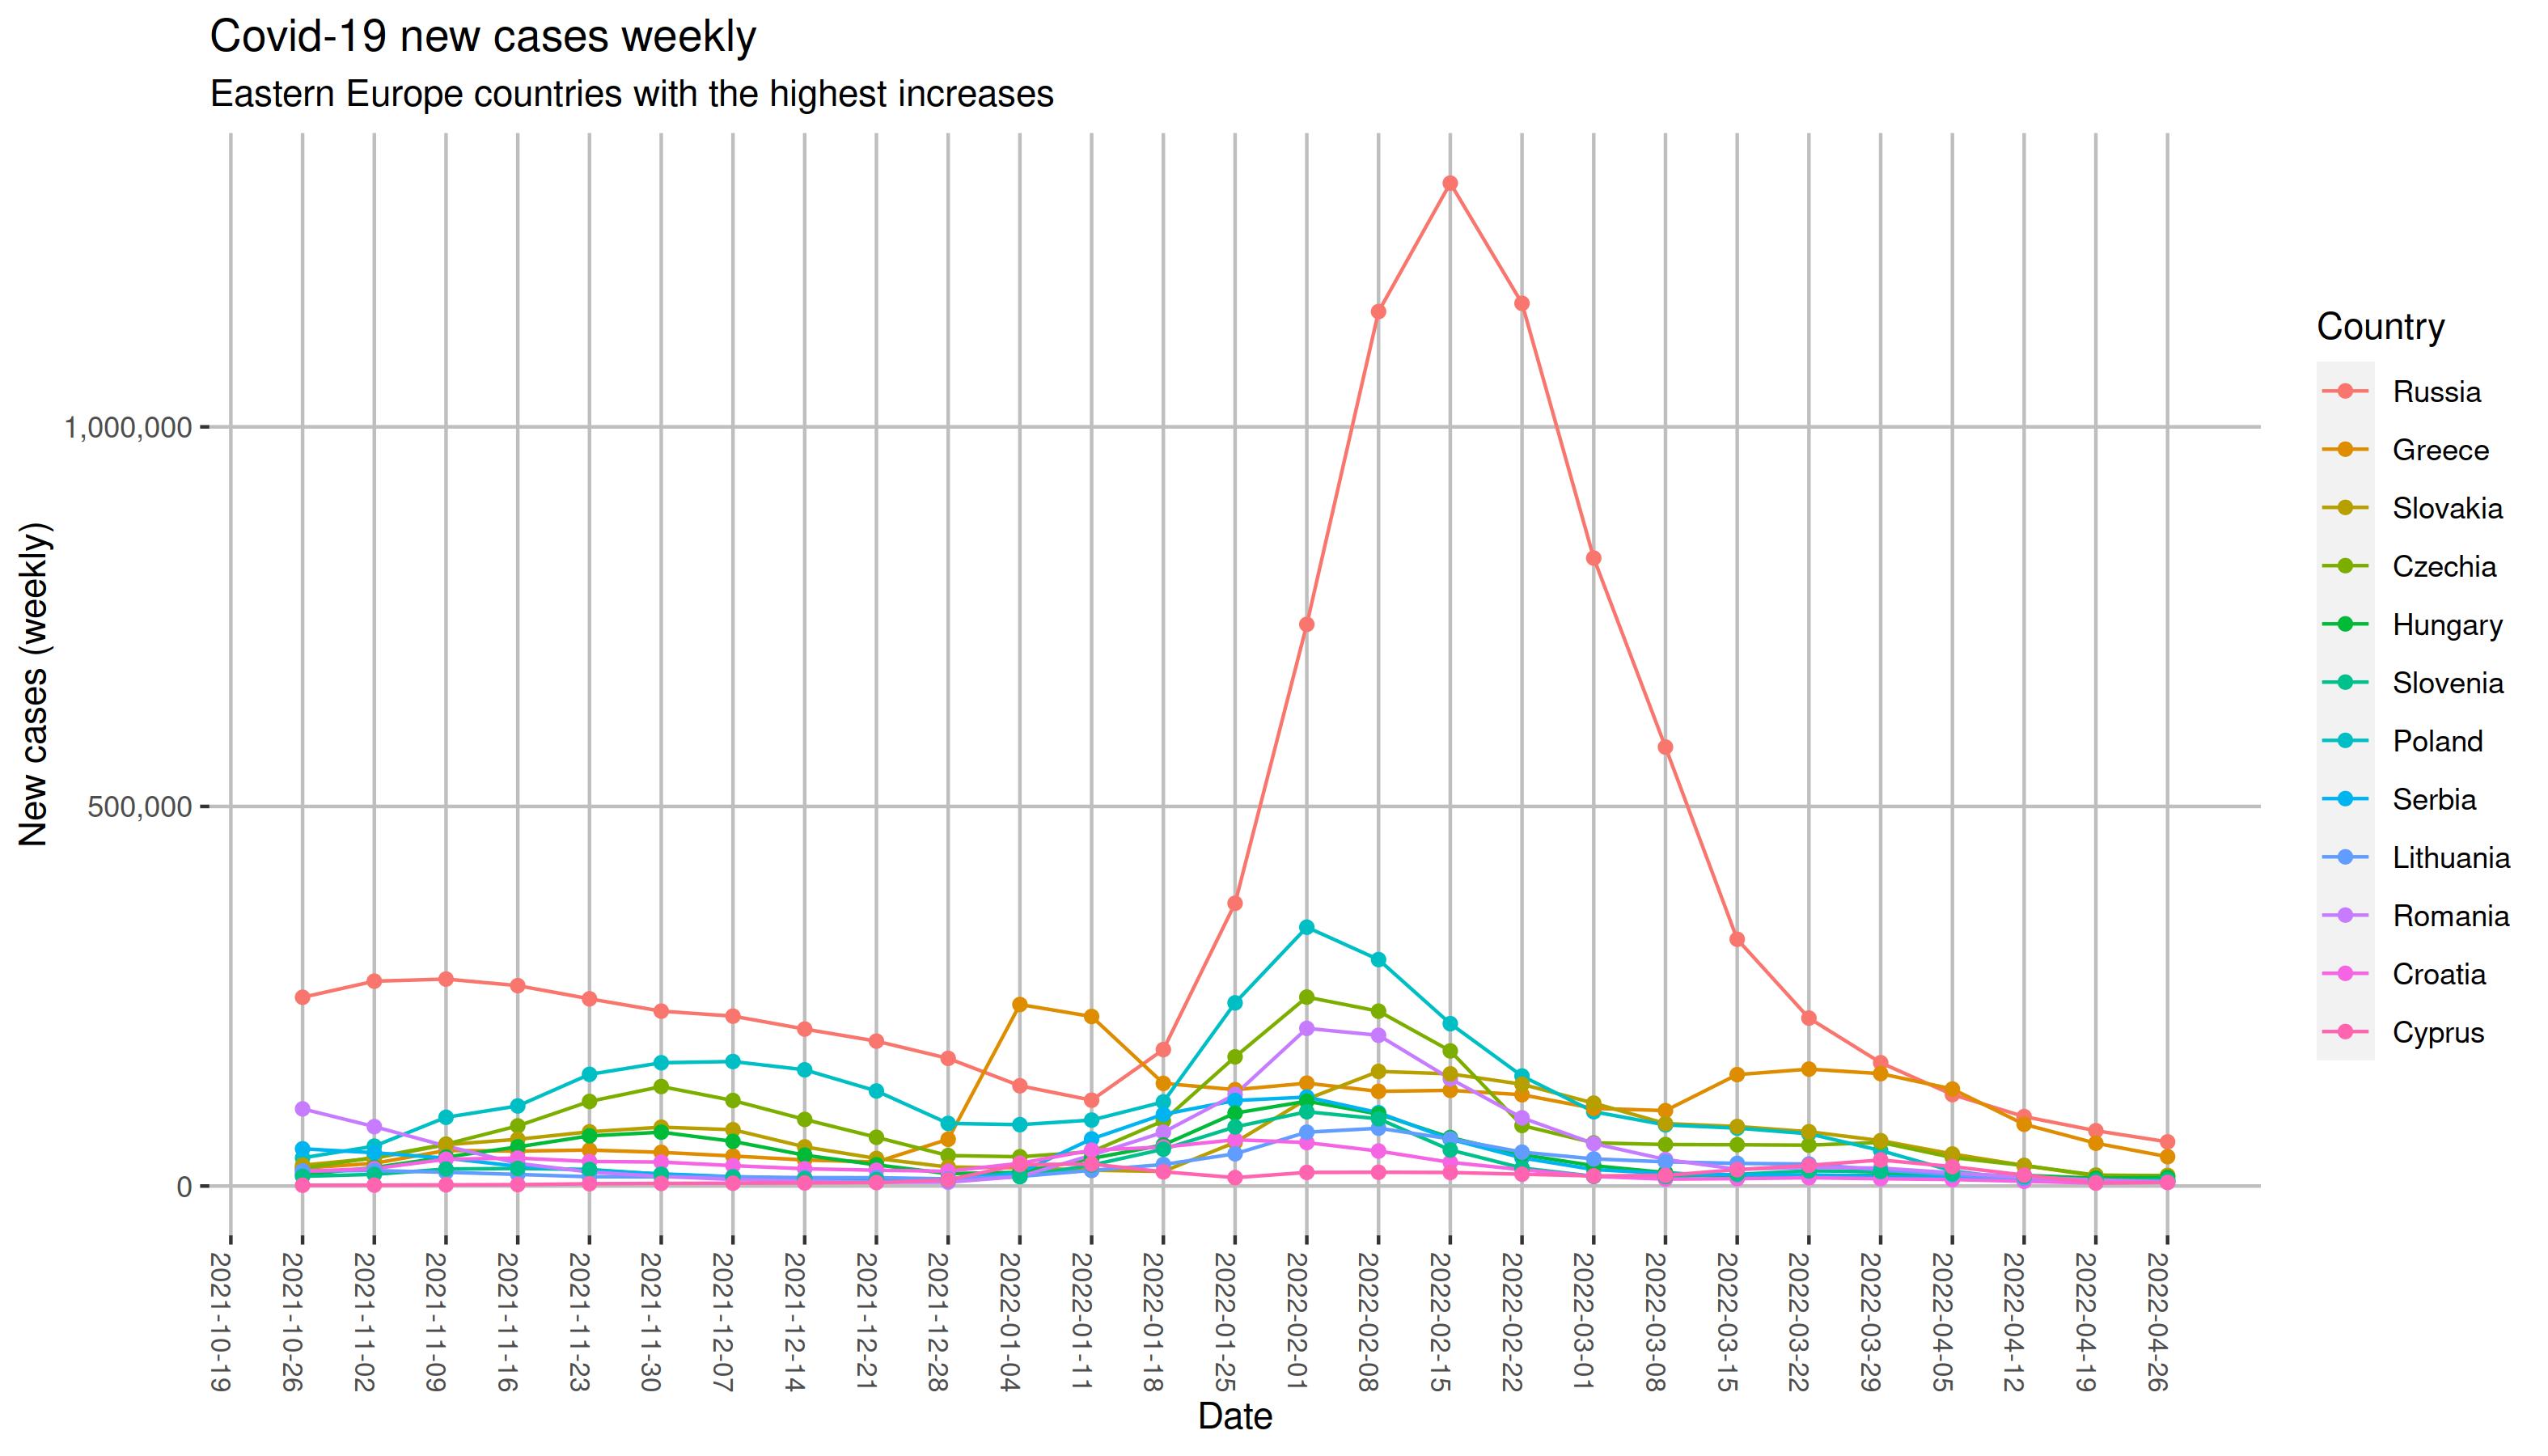 Covid-19 new cases weekly
Eastern Europe countries with the highest increases
New cases (weekly)
1,000,000
500,000
0
2021-10-19
2021-10-26
2021-11-02
2021-11-09
2021-11-16
2021-11-23
2021-11-30
2021-12-07
2021-12-14
2021-12-21
2021-12-28
2022-01-04
2022-01-11
2022-01-18
2022-01-25
2022-02-01
2022-02-08
2022-02-15
2022-02-22
2022-03-01
2022-03-08
2022-03-15
2022-03-22
2022-03-29
2022-04-05
2022-04-12
2022-04-19
2022-04-26
Date
Country
Russia
Greece
Slovakia
Czechia
Hungary
Slovenia
Poland
Serbia
Lithuania
Romania
Croatia
Cyprus